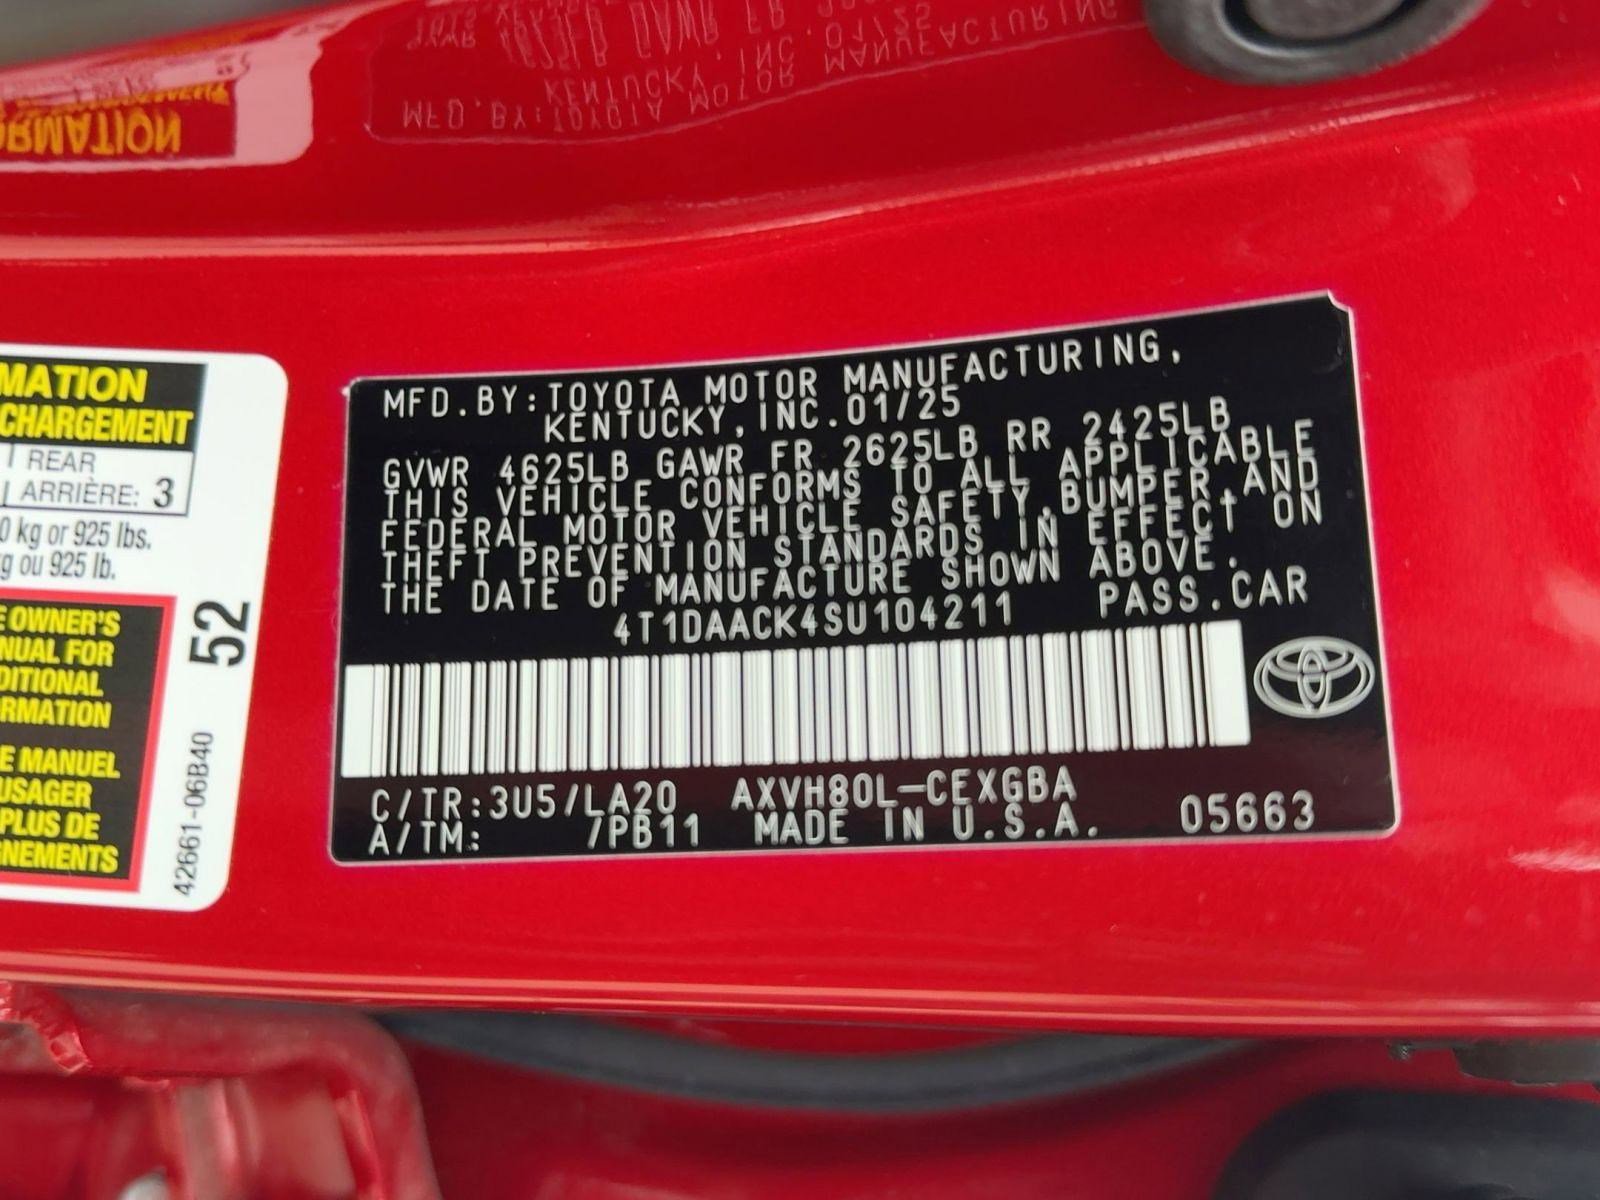 MATION
CHARGEMENT
REAR
ARRIÈRE: 3
0 kg or 925 lbs.
g ou 925 lb.
E OWNER'S
NUAL FOR
DITIONAL
RMATION
E MANUEL
USAGER
PLUS DE
GNEMENTS
52
42661-06B40
MFD.BY:TOYOTA MOTOR MANUFACTURING,
KENTUCKY,INC.01/25
GVWR 4625LB GAWR FR 2625LB RR 2425LB
THIS VEHICLE CONFORMS TO ALL APPLICABLE
FEDERAL MOTOR VEHICLE SAFETY,BUMPER,AND
THEFT PREVENTION STANDARDS IN EFFECT ON
THE DATE OF MANUFACTURE SHOWN ABOVE.
4T1DAACK4SU104211 PASS.CAR
C/TR:3U5/LA20 AXVH80L-CEXGBA
A/TM: /PB11 MADE IN U.S.A. 05663